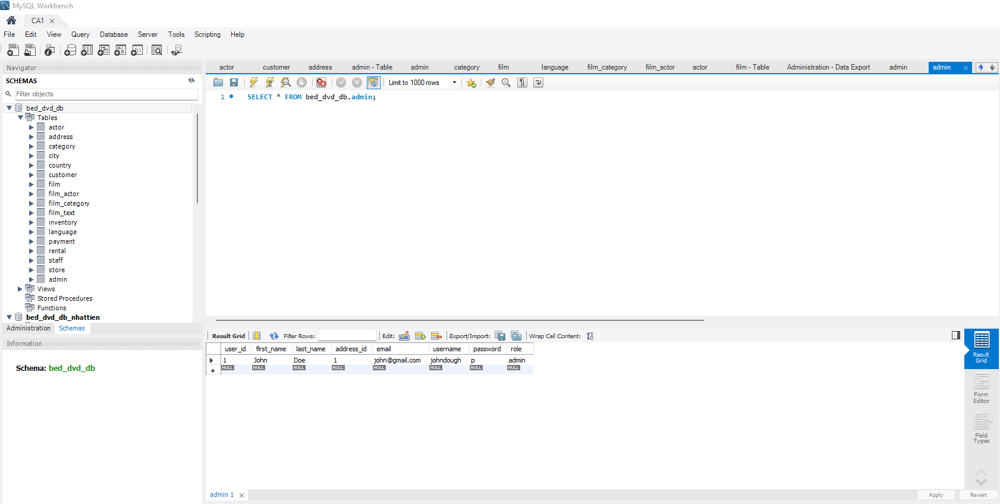 MySQL Workbench
CA1
File Edit View Query Database Server Tools Scripting Help
Navigator
SCHEMAS
Filter objects
bed_dvd_db
Tables
actor
address
category
city
country
customer
film
film_actor
film_category
film_text
inventory
language
payment
rental
staff
store
admin
Views
Stored Procedures
Functions
bed_dvd_db_nhattien
Administration Schemas
Information
Schema: bed_dvd_db
actor customer address admin - Table admin category film language film_category film_actor actor film - Table Administration - Data Export admin admin
Limit to 1000 rows
1 SELECT * FROM bed_dvd_db.admin;
Result Grid Filter Rows: Edit: Export/Import: Wrap Cell Content: IA
user_id first_name last_name address_id email username password role
1 John Doe 1 john@gmail.com johndough p admin
NULL NULL NULL NULL NULL NULL NULL NULL
Result
Grid
Form
Editor
Field
Types
admin 1
Apply Revert